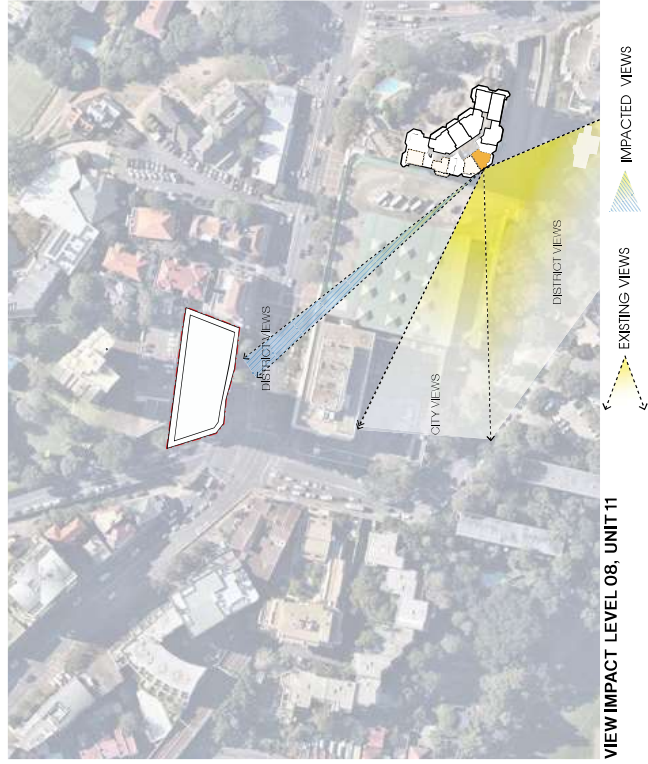 VIEW IMPACT LEVEL 08, UNIT 11
EXISTING VIEWS
IMPACTED VIEWS
DISTRICT VIEWS
CITY VIEWS
DISTRICT VIEWS